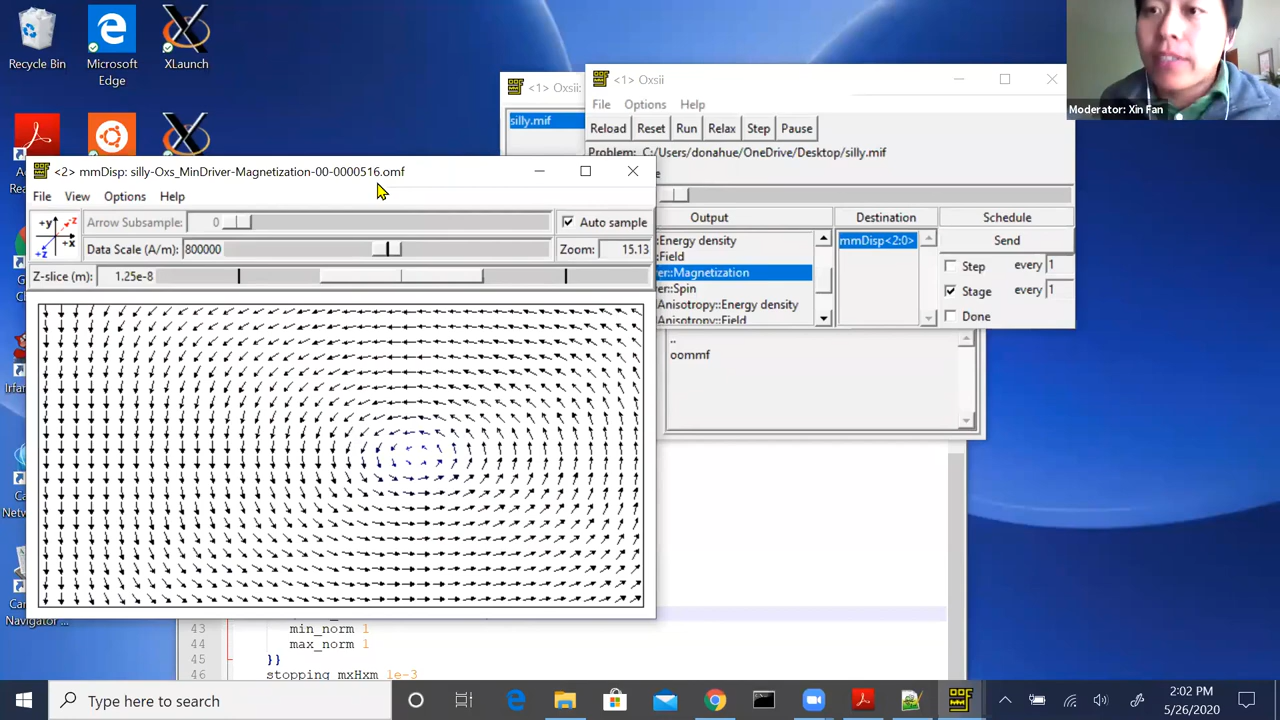 Recycle Bin
Microsoft Edge
XLaunch
Moderator: Xin Fan
<1> Oxsii:
silly.mif
<1> Oxsii
File Options Help
Reload Reset Run Relax Step Pause
Problem: C:/Users/donahue/OneDrive/Desktop/silly.mif
Output Destination Schedule
:Energy density
:Field
er::Magnetization
er::Spin
Anisotropy::Energy density
Anisotropy::Field
mmDisp<2:0>
Send
Step every 1
Stage every 1
Done
..
oommf
<2> mmDisp: silly-Oxs_MinDriver-Magnetization-00-0000516.omf
File View Options Help
+y -z
+x
-z
Arrow Subsample: 0 Auto sample
Data Scale (A/m): 800000 Zoom: 15.13
Z-slice (m): 1.25e-8
Navigator ...
43 min_norm 1
44 max_norm 1
45 }}
46 stopping_mxHxm 1e-3
Type here to search
2:02 PM
5/26/2020